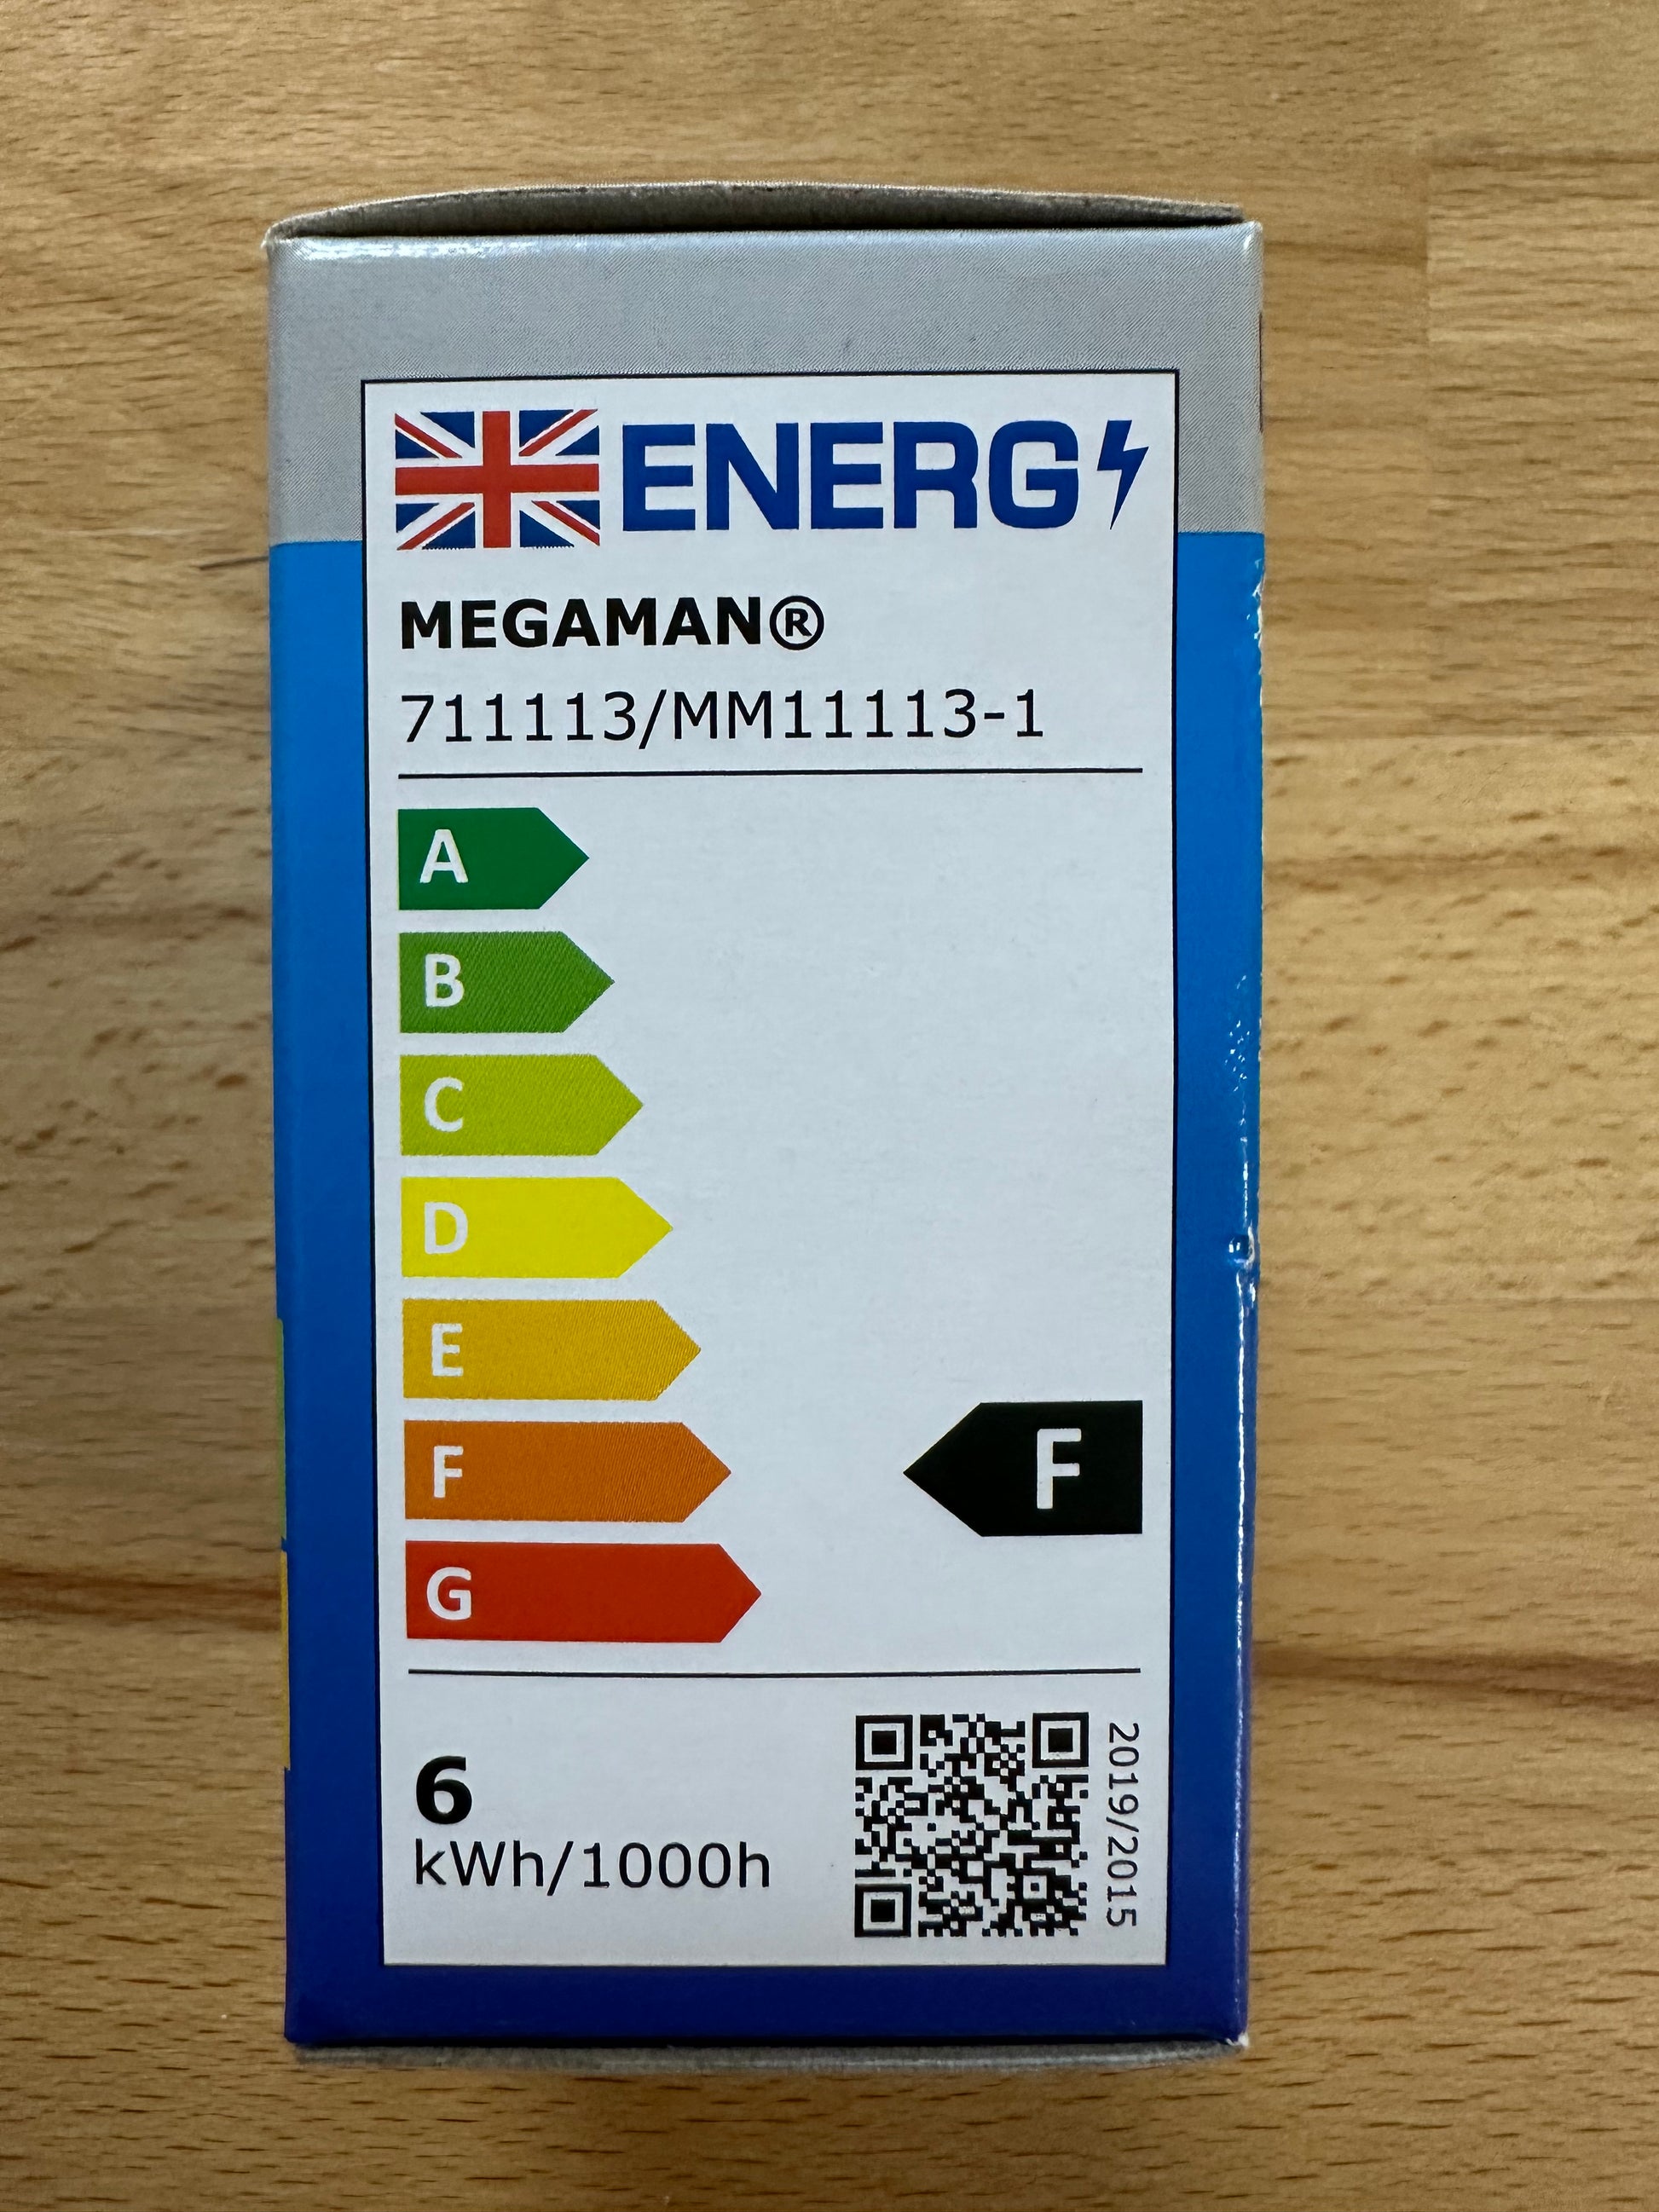 ENERG
MEGAMAN®
711113/MM11113-1
A
B
C
D
E
F
F
G
6
kWh/1000h
2019/2015